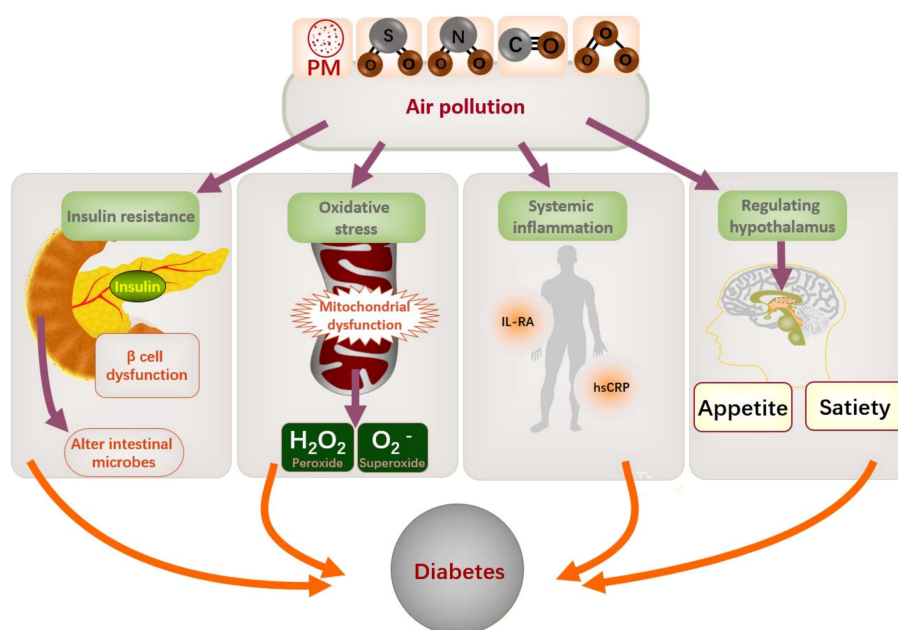 PM
S
O O
N
O O
C O
O
O O
Air pollution
Insulin resistance
Insulin
β cell
dysfunction
Alter intestinal
microbes
Oxidative
stress
Mitochondrial
dysfunction
H₂O₂
Peroxide
O₂⁻
Superoxide
Systemic
inflammation
IL-RA
hsCRP
Regulating
hypothalamus
Appetite
Satiety
Diabetes